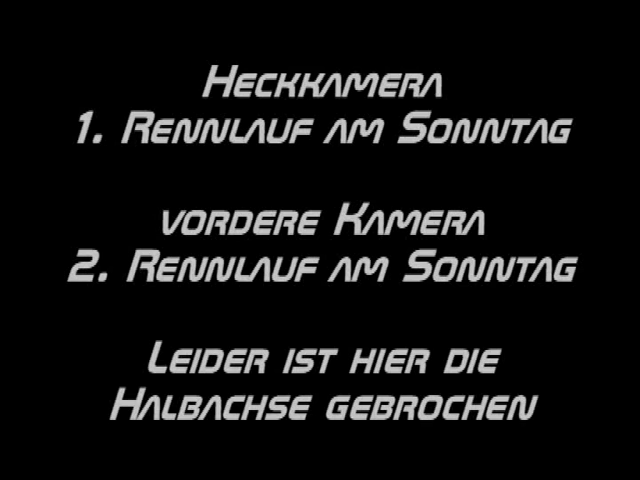 Heckkamera
1. Rennlauf am Sonntag
vordere Kamera
2. Rennlauf am Sonntag
Leider ist hier die
Halbachse gebrochen